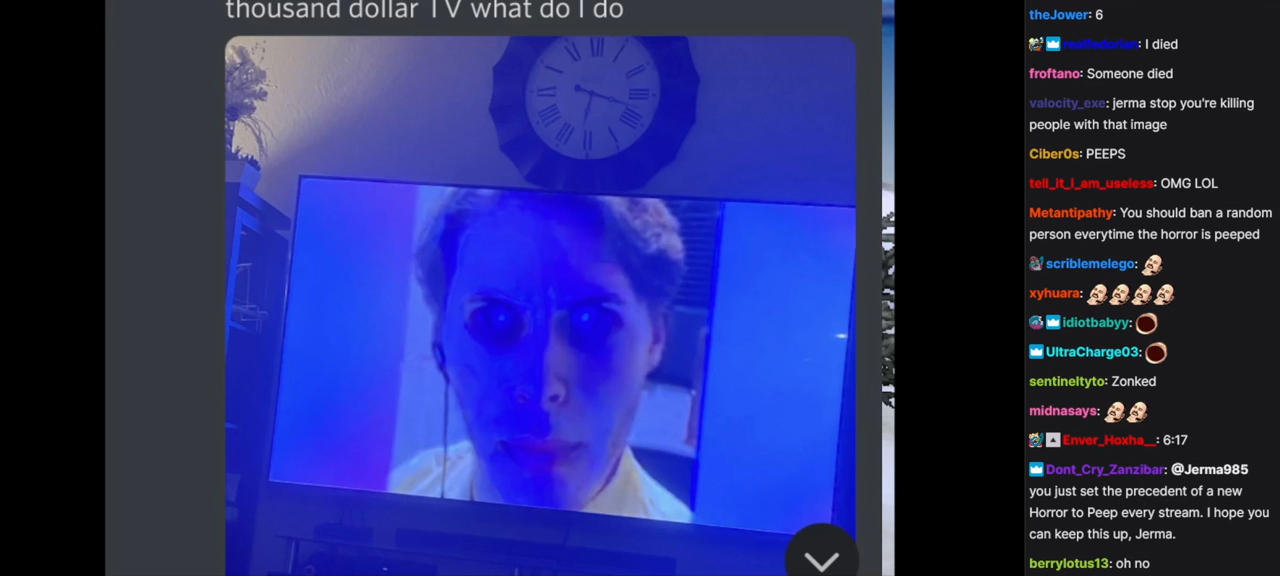 thousand dollar TV what do I do
theJower: 6
realfedorian: I died
froftano: Someone died
valocity_exe: jerma stop you're killing
people with that image
Ciber0s: PEEPS
tell_it_i_am_useless: OMG LOL
Metantipathy: You should ban a random
person everytime the horror is peeped
scriblemelego:
xyhuara:
idiotbabyy:
UltraCharge03:
sentineltyto: Zonked
midnasays:
Enver_Hoxha__: 6:17
Dont_Cry_Zanzibar: @Jerma985
you just set the precedent of a new
Horror to Peep every stream. I hope you
can keep this up, Jerma.
berrylotus13: oh no